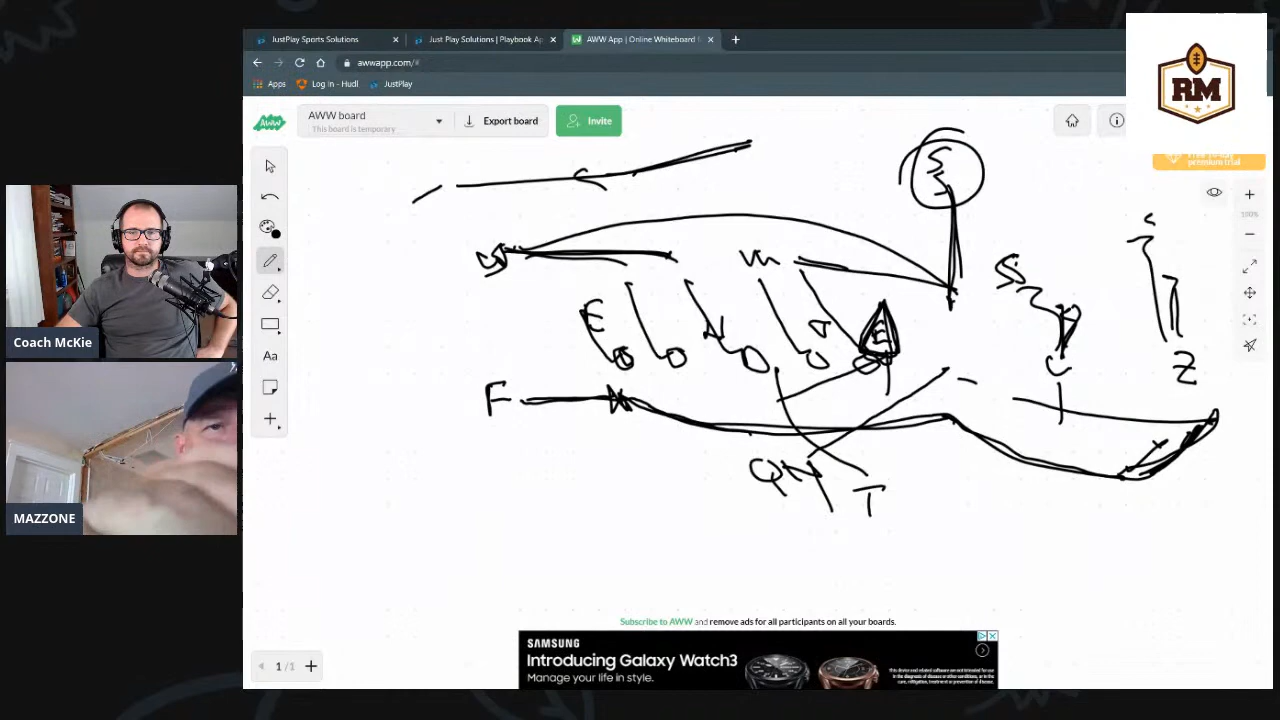 JustPlay Sports Solutions
Just Play Solutions | Playbook Ap
AWW App | Online Whiteboard
awwapp.com/#
Apps
Log In - Hudl
JustPlay
RM
AWW board
This board is temporary
Export board
Invite
premium trial
100%
Aa
S
W
M
S
E
N
E
Z
F
Q
T
Coach McKie
MAZZONE
Subscribe to AWW and remove ads for all participants on all your boards.
SAMSUNG
Introducing Galaxy Watch3
Manage your life in style.
1 / 1